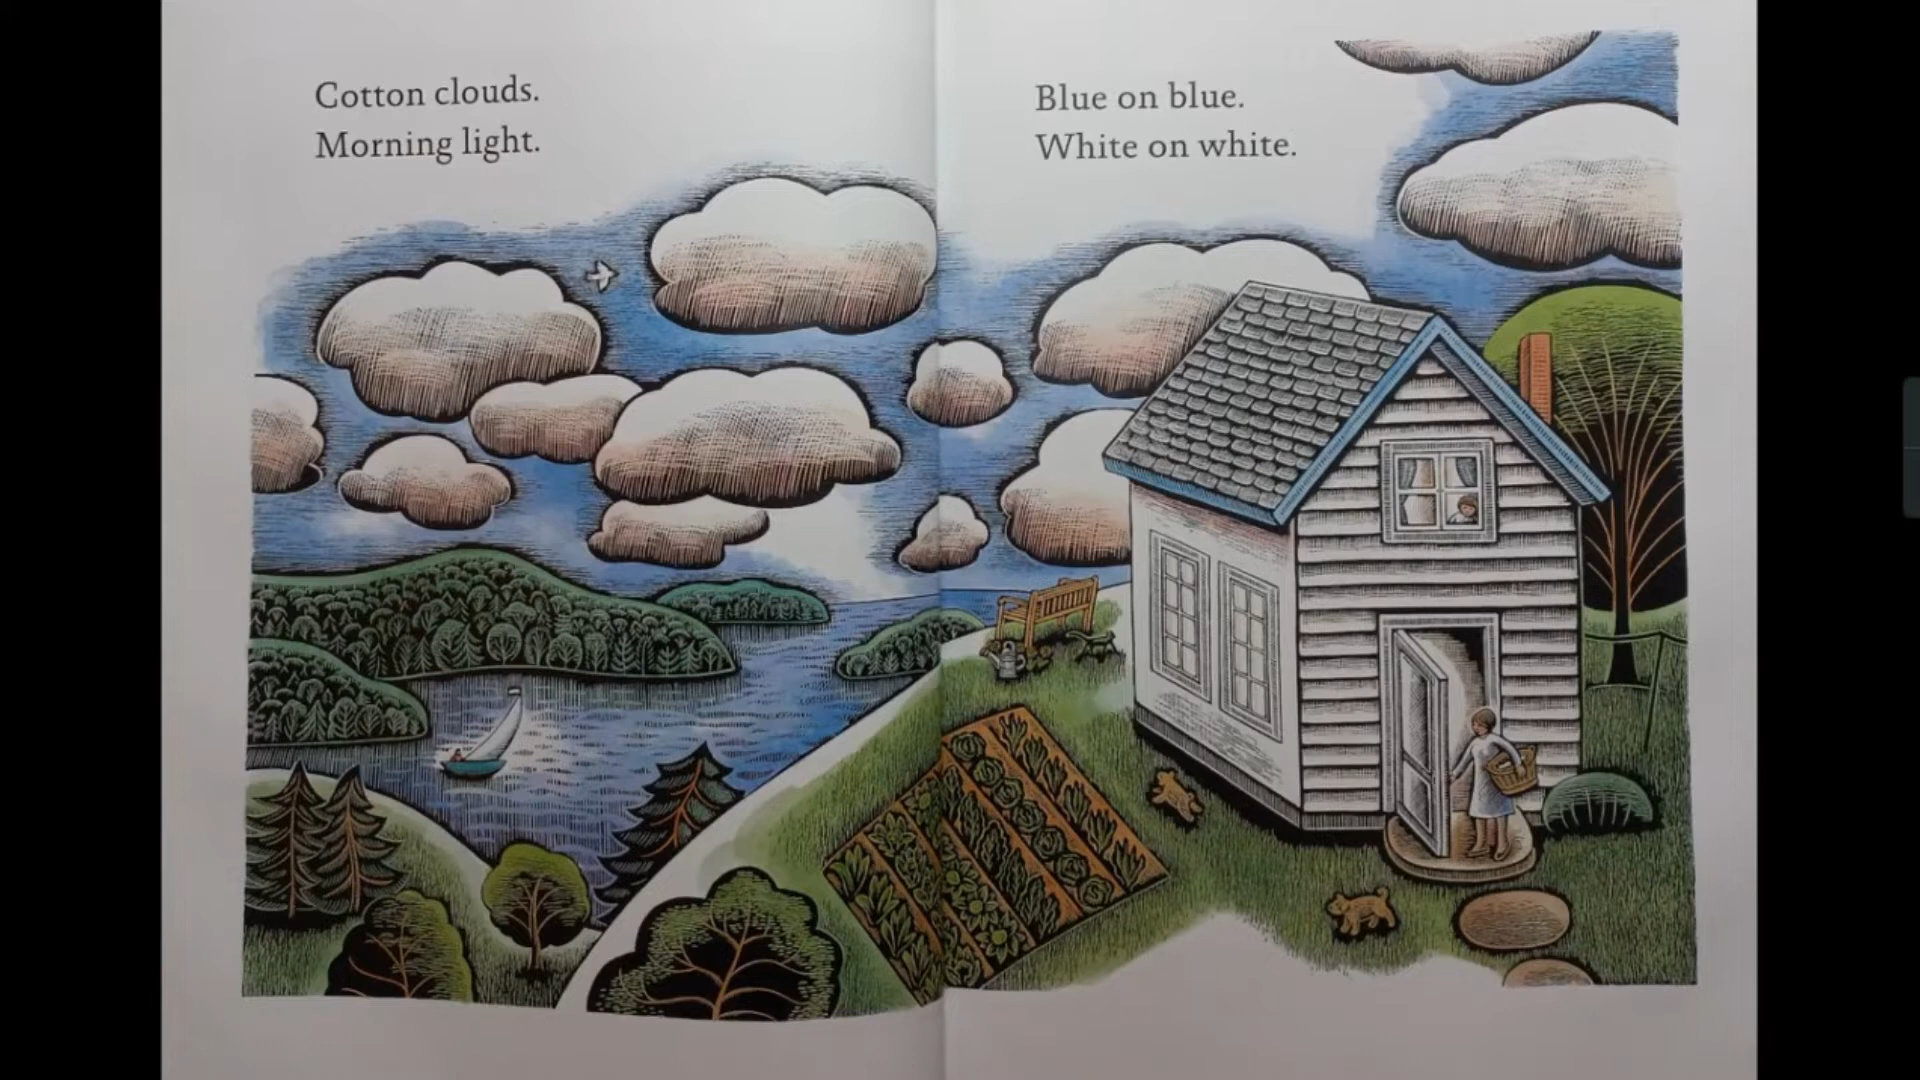 Cotton clouds.
Morning light.
Blue on blue.
White on white.